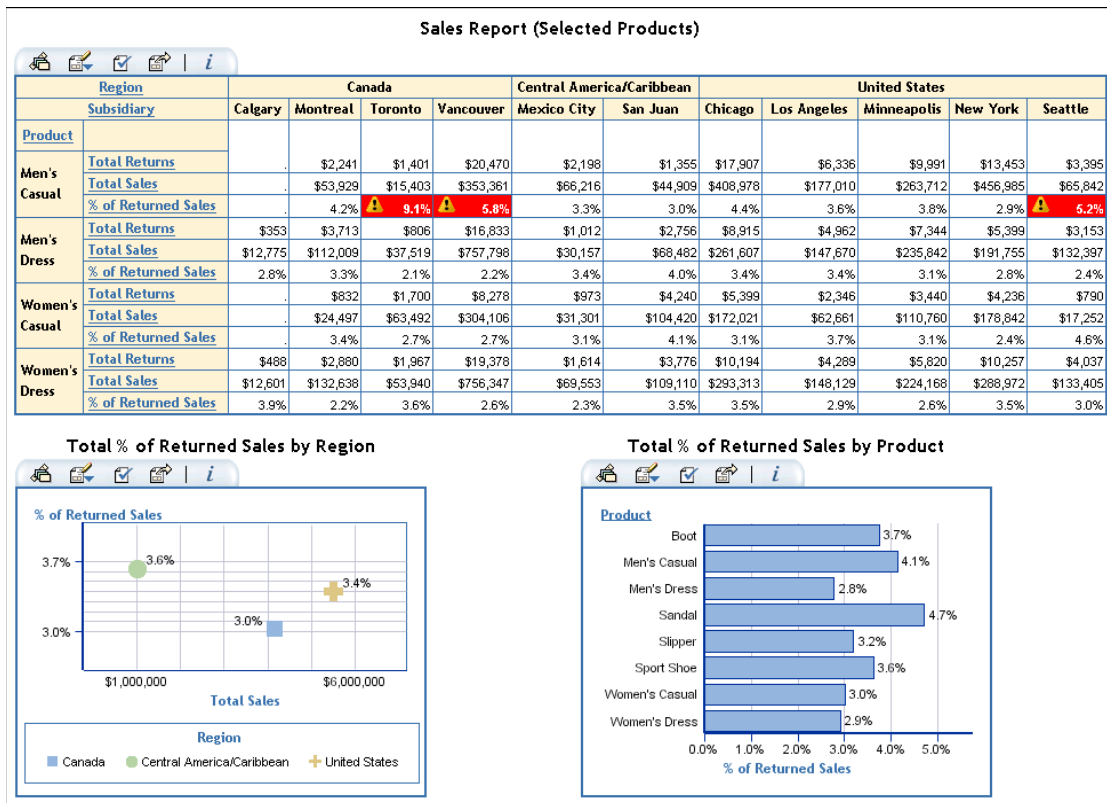 Sales Report (Selected Products)
i
Region Canada Central America/Caribbean United States
Subsidiary Calgary Montreal Toronto Vancouver Mexico City San Juan Chicago Los Angeles Minneapolis New York Seattle
Product
Men's Casual
Total Returns . $2,241 $1,401 $20,470 $2,198 $1,355 $17,907 $6,336 $9,991 $13,453 $3,395
Total Sales . $53,929 $15,403 $353,361 $66,216 $44,909 $408,978 $177,010 $263,712 $456,985 $65,842
% of Returned Sales . 4.2% 9.1% 5.8% 3.3% 3.0% 4.4% 3.6% 3.8% 2.9% 5.2%
Men's Dress
Total Returns $353 $3,713 $806 $16,833 $1,012 $2,756 $8,915 $4,962 $7,344 $5,399 $3,153
Total Sales $12,775 $112,009 $37,519 $757,798 $30,157 $68,482 $261,607 $147,670 $235,842 $191,755 $132,397
% of Returned Sales 2.8% 3.3% 2.1% 2.2% 3.4% 4.0% 3.4% 3.4% 3.1% 2.8% 2.4%
Women's Casual
Total Returns . $832 $1,700 $8,278 $973 $4,240 $5,399 $2,346 $3,440 $4,236 $790
Total Sales . $24,497 $63,492 $304,106 $31,301 $104,420 $172,021 $62,661 $110,760 $178,842 $17,252
% of Returned Sales . 3.4% 2.7% 2.7% 3.1% 4.1% 3.1% 3.7% 3.1% 2.4% 4.6%
Women's Dress
Total Returns $488 $2,880 $1,967 $19,378 $1,614 $3,776 $10,194 $4,289 $5,820 $10,257 $4,037
Total Sales $12,601 $132,638 $53,940 $756,347 $69,553 $109,110 $293,313 $148,129 $224,168 $288,972 $133,405
% of Returned Sales 3.9% 2.2% 3.6% 2.6% 2.3% 3.5% 3.5% 2.9% 2.6% 3.5% 3.0%
Total % of Returned Sales by Region
i
% of Returned Sales
3.7%
3.6%
3.4%
3.0%
3.0%
$1,000,000 $6,000,000
Total Sales
Region
Canada Central America/Caribbean United States
Total % of Returned Sales by Product
i
Product
Boot 3.7%
Men's Casual 4.1%
Men's Dress 2.8%
Sandal 4.7%
Slipper 3.2%
Sport Shoe 3.6%
Women's Casual 3.0%
Women's Dress 2.9%
0.0% 1.0% 2.0% 3.0% 4.0% 5.0%
% of Returned Sales